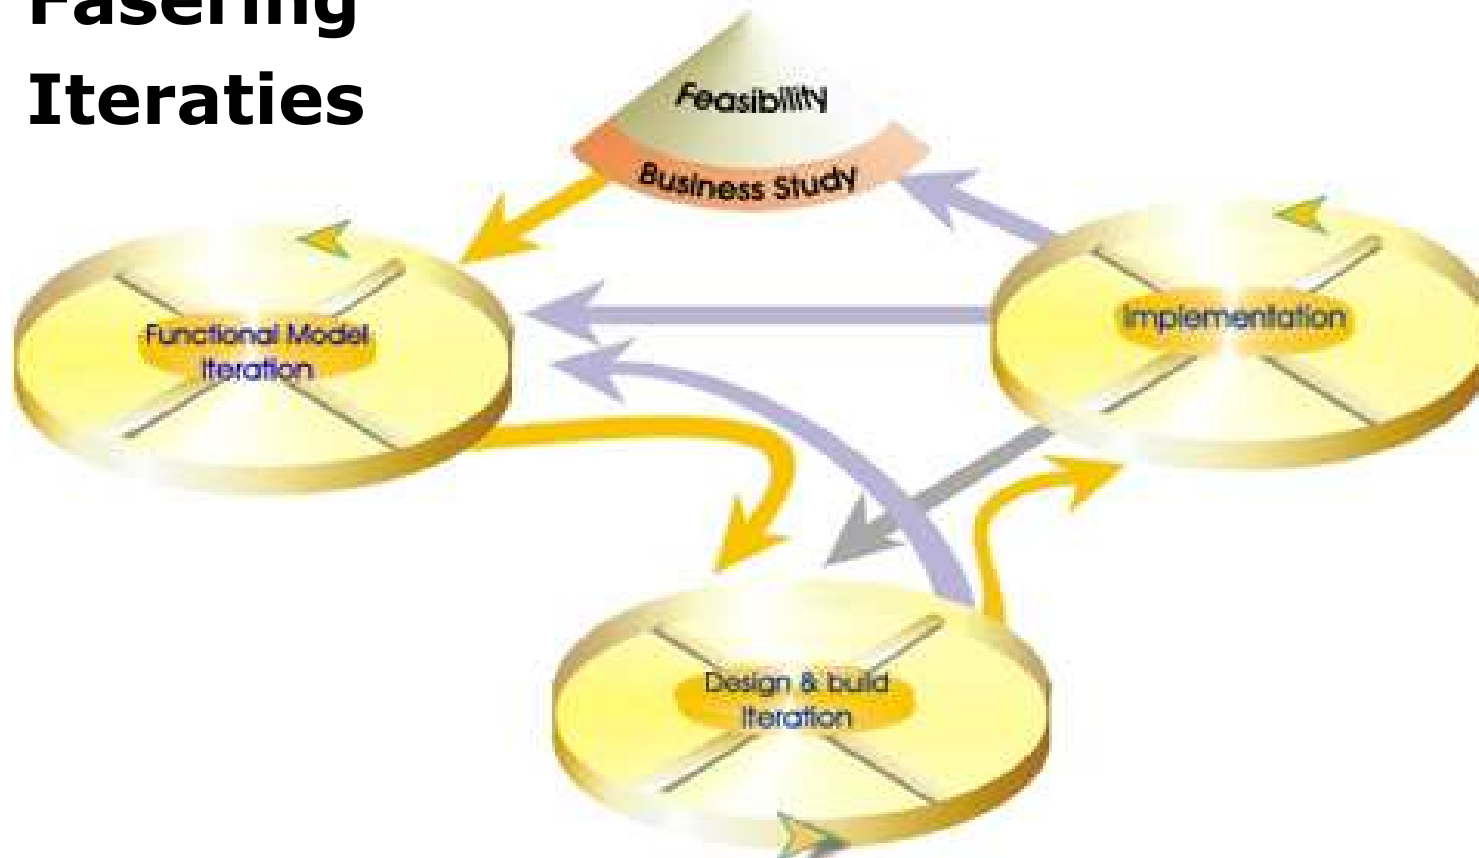 Fasering
Iteraties
Feasibility
Business Study
Functional Model
Iteration
Implementation
Design & build
Iteration